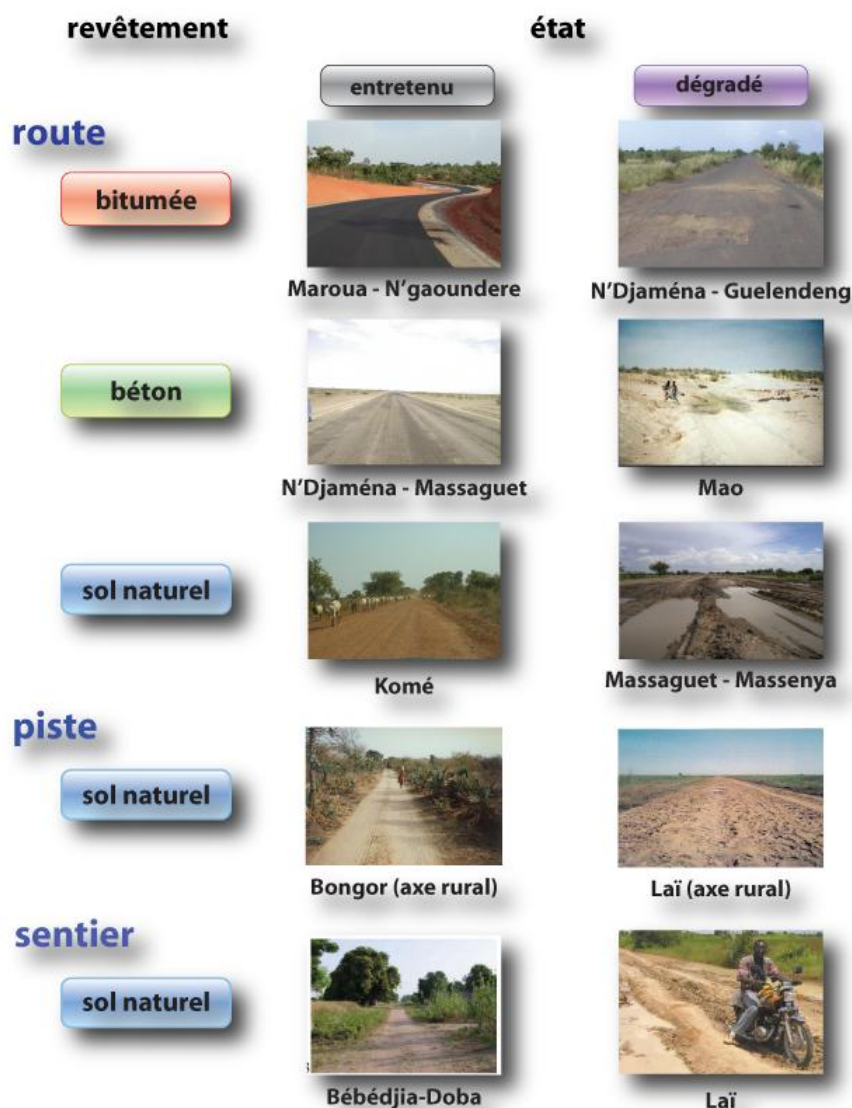 revêtement état
entretenu dégradé
route
bitumée
Maroua - N'gaoundere N'Djaména - Guelendeng
béton
N'Djaména - Massaguet Mao
sol naturel
Komé Massaguet - Massenya
piste
sol naturel
Bongor (axe rural) Laï (axe rural)
sentier
sol naturel
Bébédjia-Doba Laï